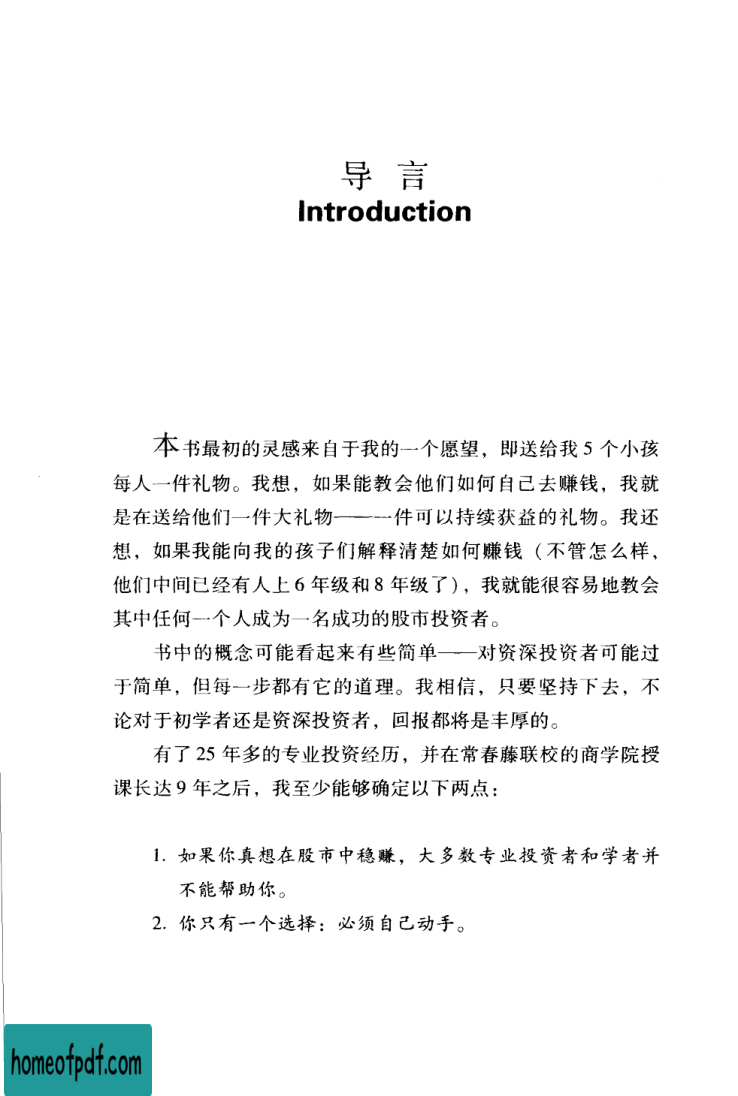 导 言
Introduction
本书最初的灵感来自于我的一个愿望，即送给我 5 个小孩
每人一件礼物。我想，如果能教会他们如何自己去赚钱，我就
是在送给他们一件大礼物——一件可以持续获益的礼物。我还
想，如果我能向我的孩子们解释清楚如何赚钱（不管怎么样，
他们中间已经有人上 6 年级和 8 年级了），我就能很容易地教会
其中任何一个人成为一名成功的股市投资者。
书中的概念可能看起来有些简单——对资深投资者可能过
于简单，但每一步都有它的道理。我相信，只要坚持下去，不
论对于初学者还是资深投资者，回报都将是丰厚的。
有了 25 年多的专业投资经历，并在常春藤联校的商学院授
课长达 9 年之后，我至少能够确定以下两点：
1. 如果你真想在股市中稳赚，大多数专业投资者和学者并
不能帮助你。
2. 你只有一个选择：必须自己动手。
homeofpdf.com